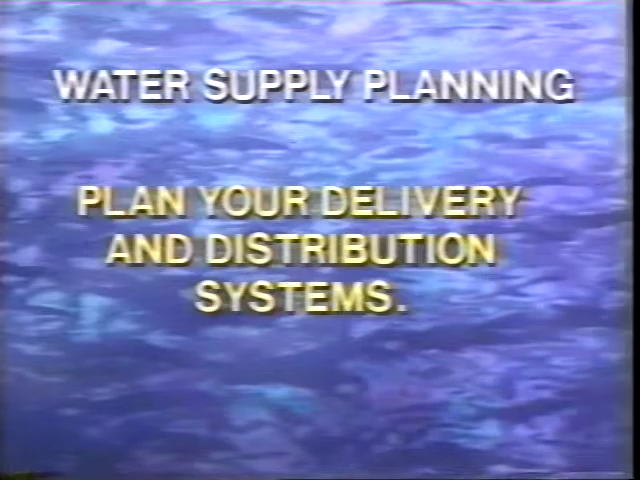 WATER SUPPLY PLANNING
PLAN YOUR DELIVERY
AND DISTRIBUTION
SYSTEMS.